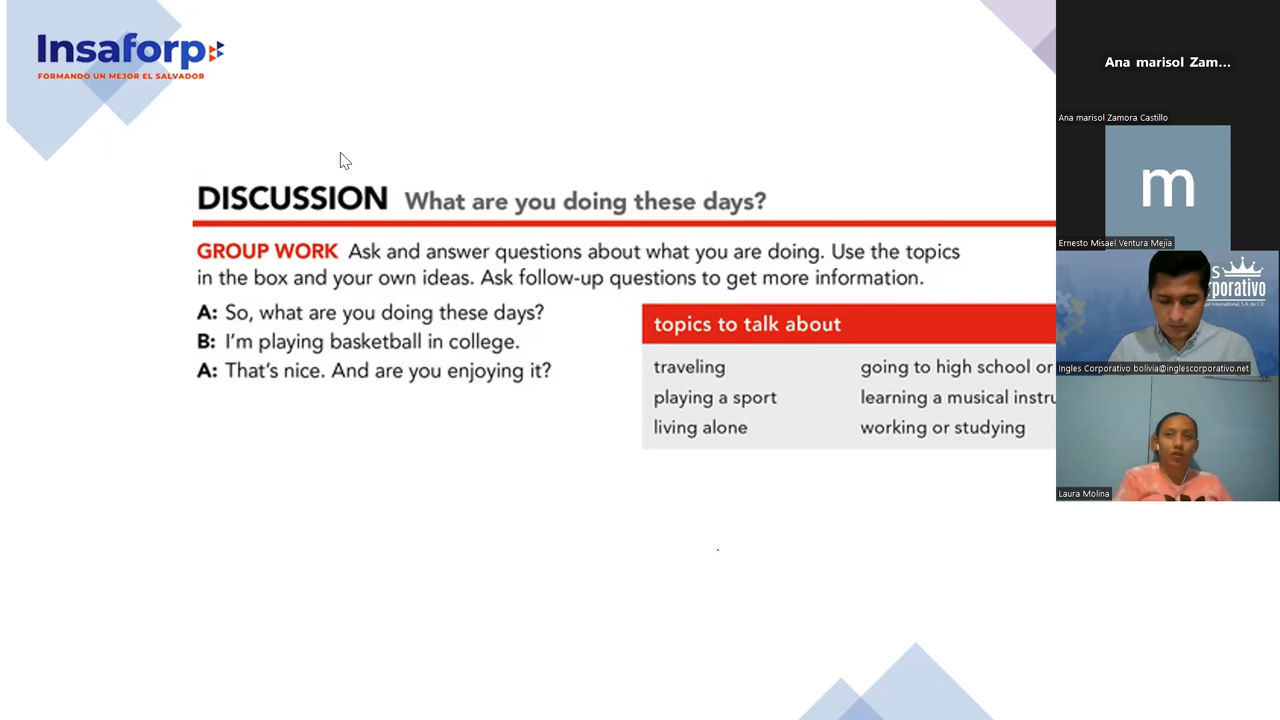 Insaforp
FORMANDO UN MEJOR EL SALVADOR
DISCUSSION What are you doing these days?
GROUP WORK Ask and answer questions about what you are doing. Use the topics
in the box and your own ideas. Ask follow-up questions to get more information.
A: So, what are you doing these days?
B: I'm playing basketball in college.
A: That's nice. And are you enjoying it?
topics to talk about
traveling going to high school or
playing a sport learning a musical instru
living alone working or studying
Ana marisol Zam...
Ana marisol Zamora Castillo
m
Ernesto Misael Ventura Mejia
s
rporativo
Ingles Corporativo bolivia@inglescorporativo.net
Laura Molina